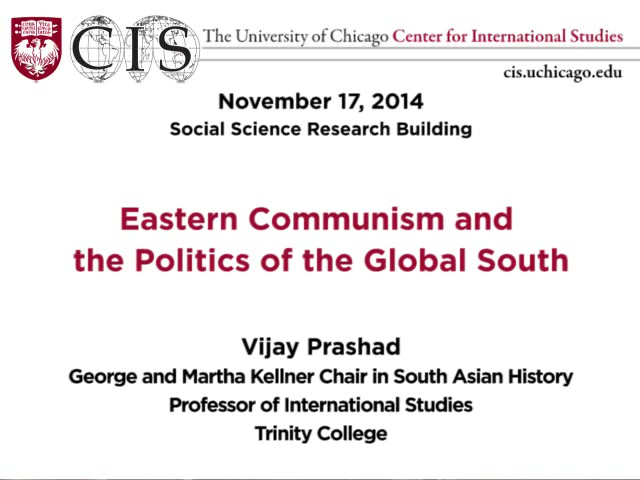 CIS
The University of Chicago Center for International Studies
cis.uchicago.edu
November 17, 2014
Social Science Research Building
Eastern Communism and
the Politics of the Global South
Vijay Prashad
George and Martha Kellner Chair in South Asian History
Professor of International Studies
Trinity College